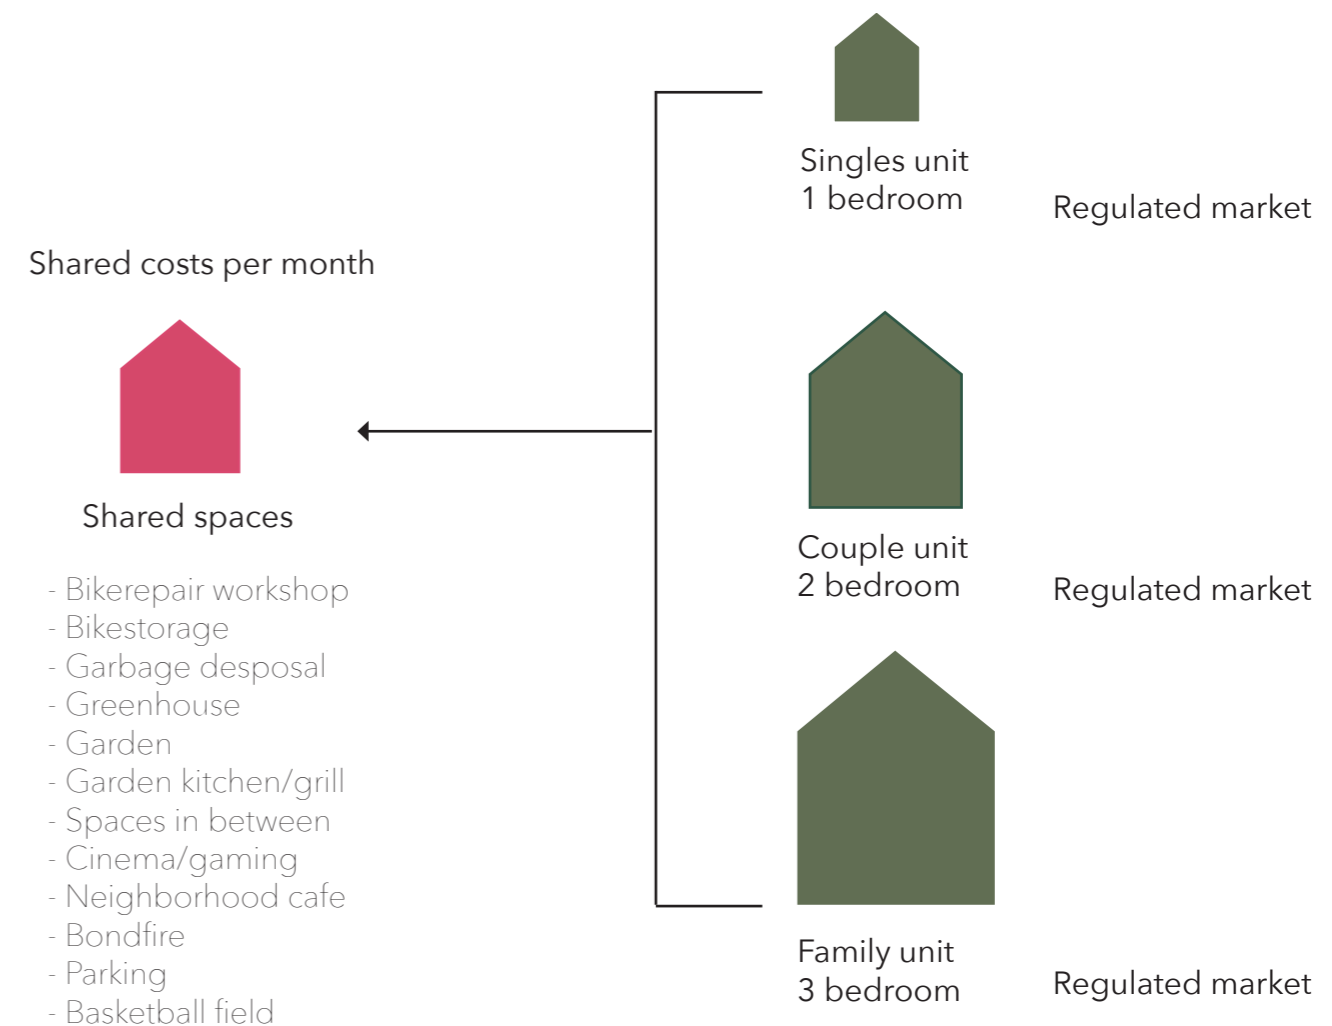 Shared costs per month
Shared spaces
- Bikerepair workshop
- Bikestorage
- Garbage desposal
- Greenhouse
- Garden
- Garden kitchen/grill
- Spaces in between
- Cinema/gaming
- Neighborhood cafe
- Bondfire
- Parking
- Basketball field
Singles unit
1 bedroom
Regulated market
Couple unit
2 bedroom
Regulated market
Family unit
3 bedroom
Regulated market